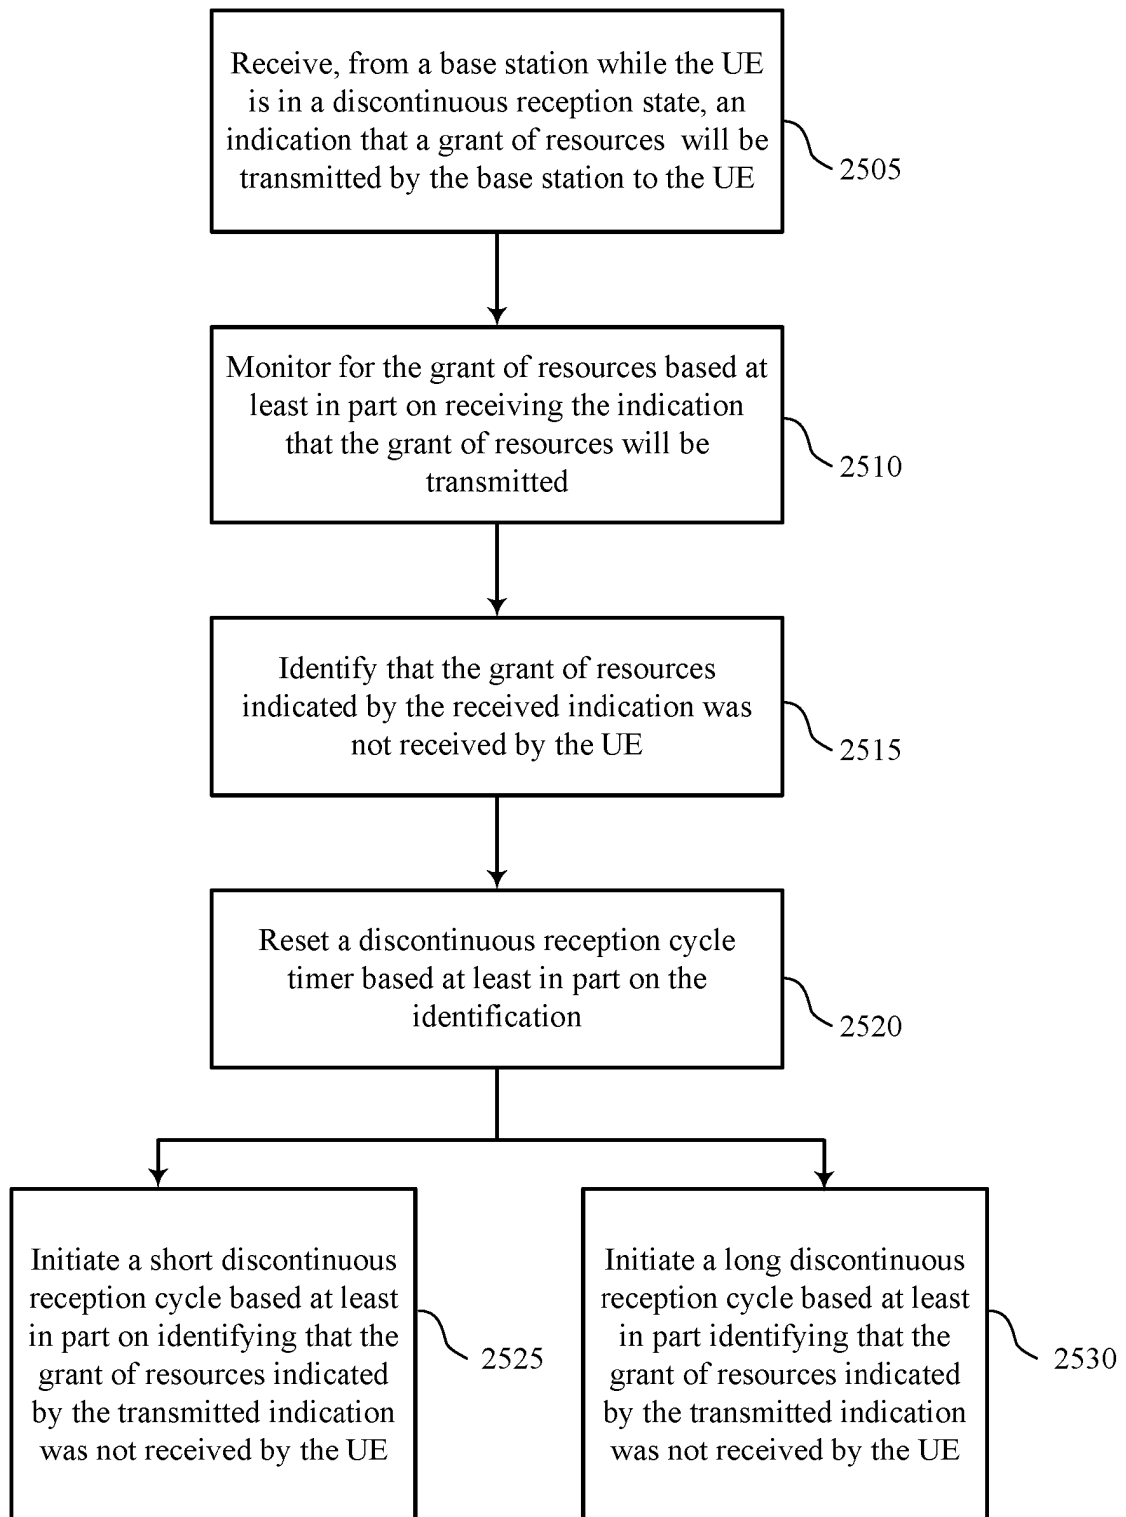 Receive, from a base station while the UE
is in a discontinuous reception state, an
indication that a grant of resources will be
transmitted by the base station to the UE
2505
Monitor for the grant of resources based at
least in part on receiving the indication
that the grant of resources will be
transmitted
2510
Identify that the grant of resources
indicated by the received indication was
not received by the UE
2515
Reset a discontinuous reception cycle
timer based at least in part on the
identification
2520
Initiate a short discontinuous
reception cycle based at least
in part on identifying that the
grant of resources indicated
by the transmitted indication
was not received by the UE
2525
Initiate a long discontinuous
reception cycle based at least
in part identifying that the
grant of resources indicated
by the transmitted indication
was not received by the UE
2530